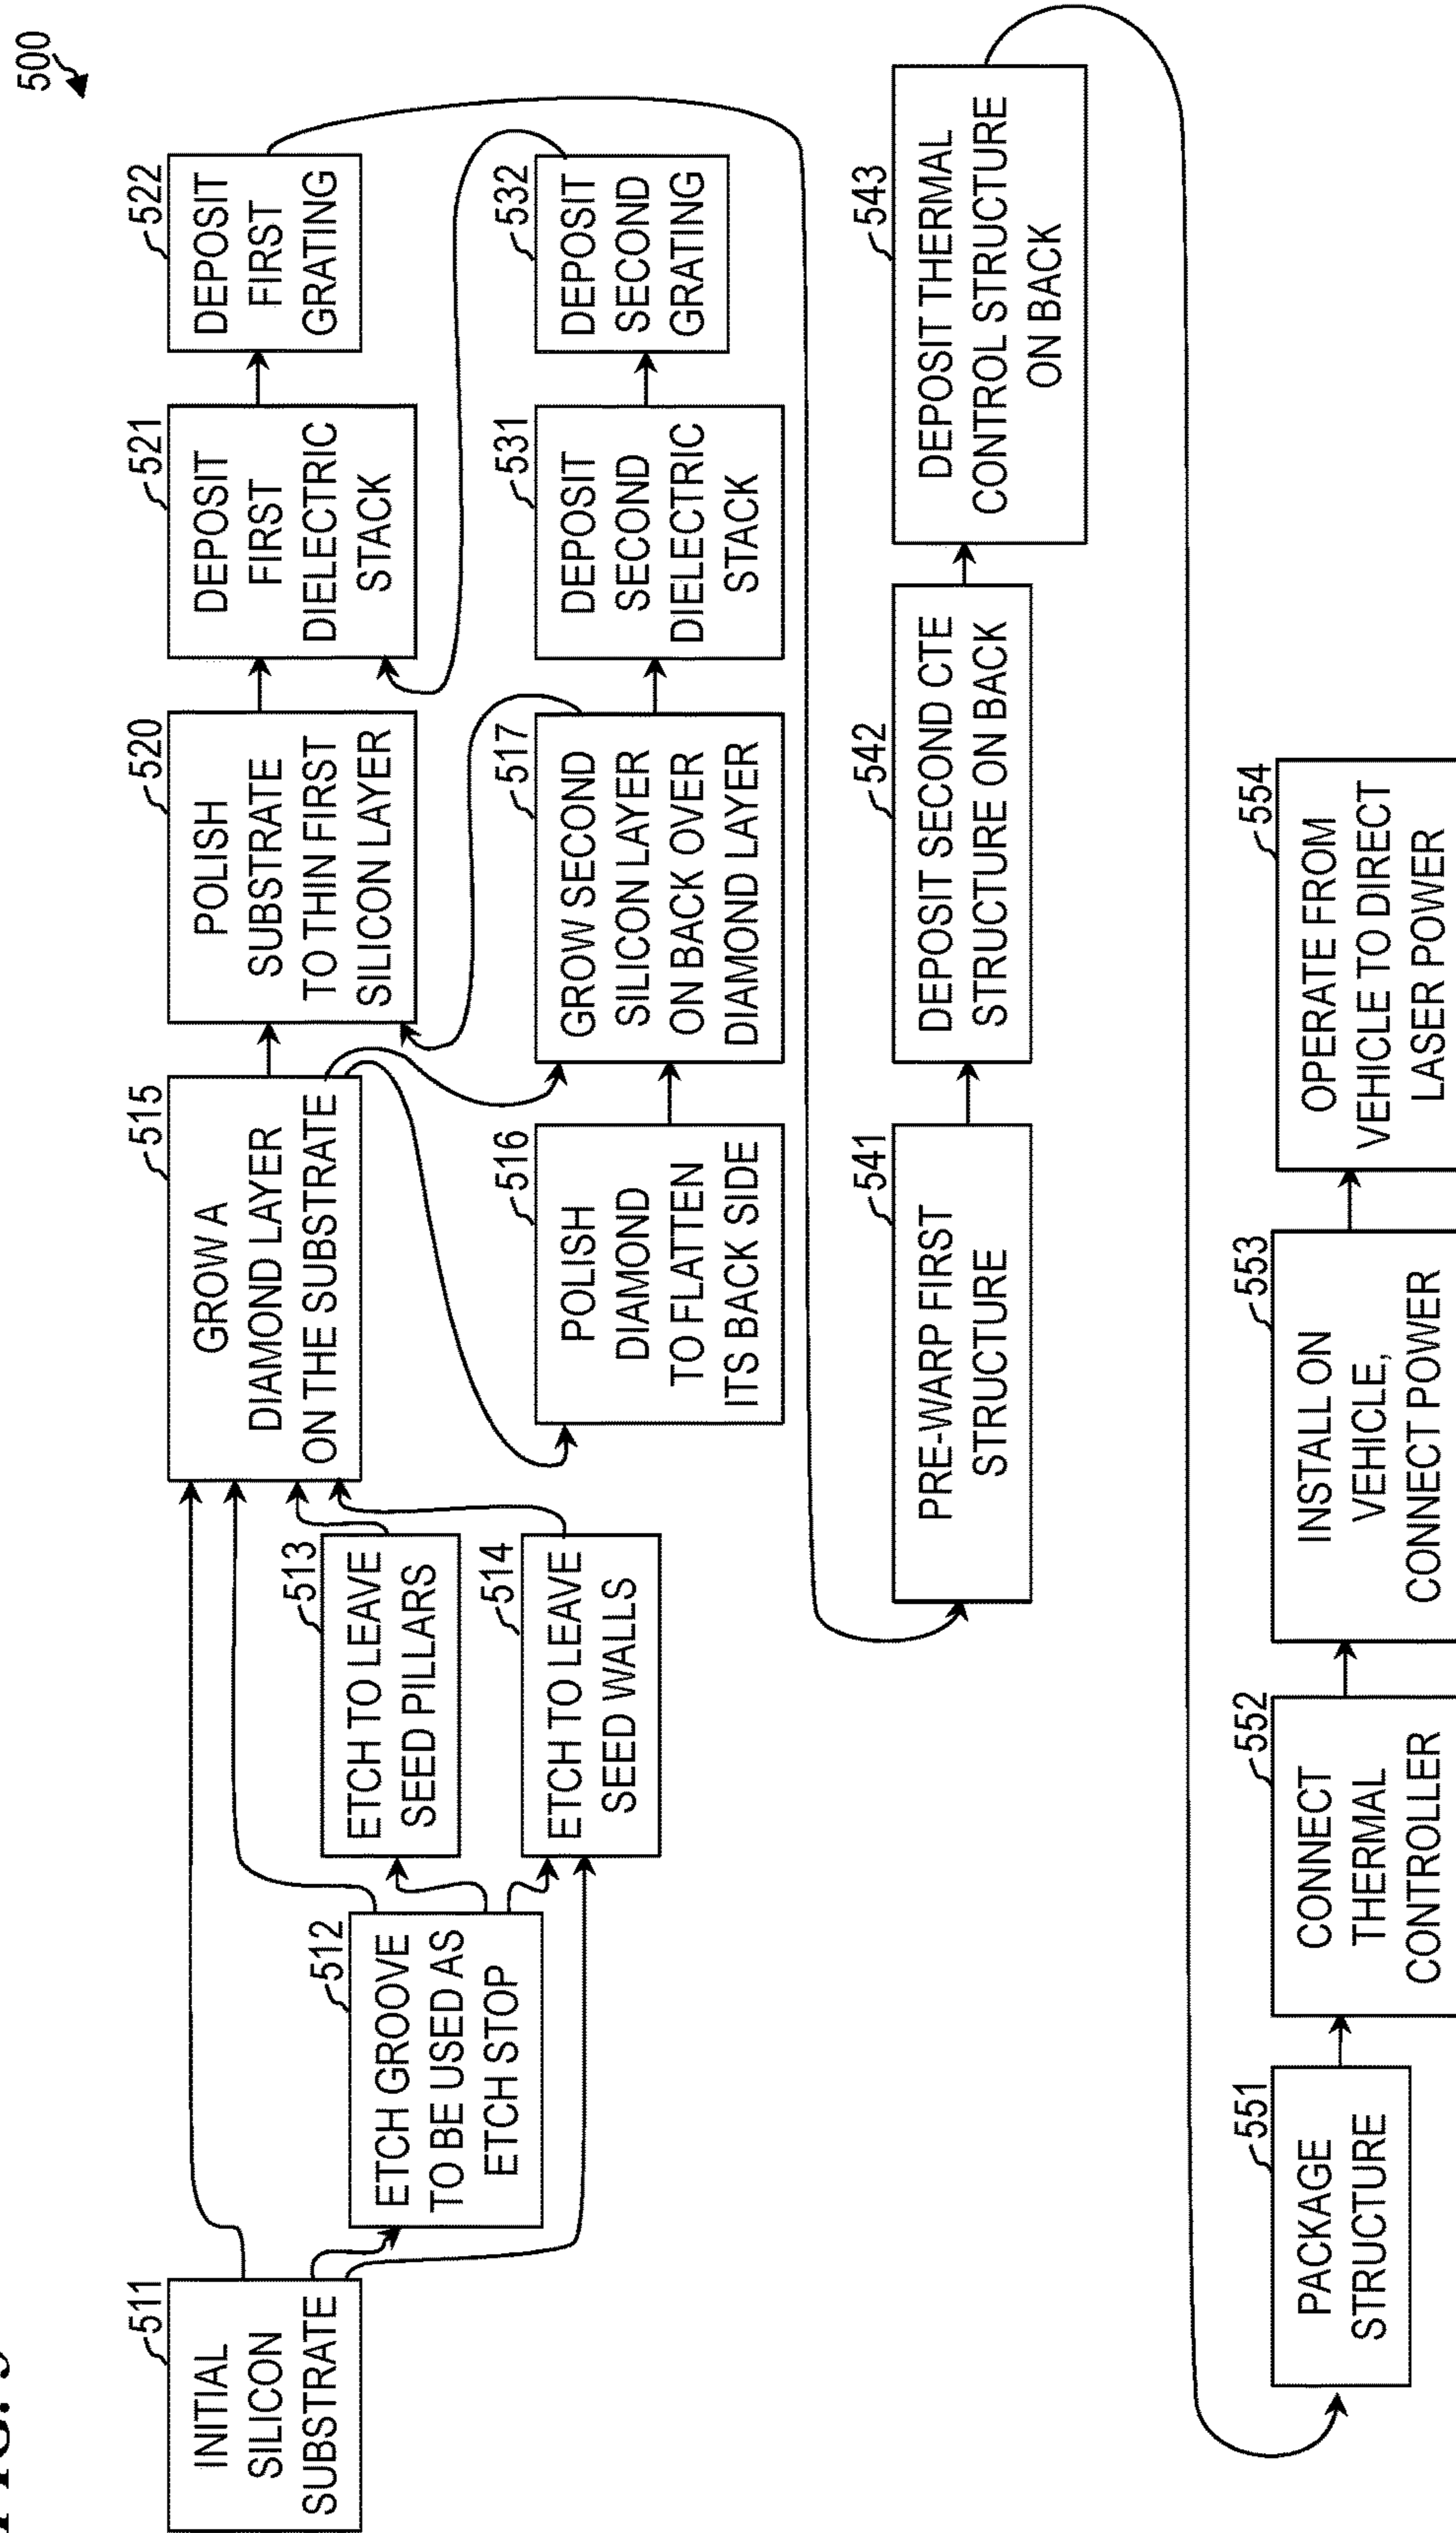 500
511
INITIAL
SILICON
SUBSTRATE
512
ETCH GROOVE
TO BE USED AS
ETCH STOP
513
ETCH TO LEAVE
SEED PILLARS
514
ETCH TO LEAVE
SEED WALLS
515
GROW A
DIAMOND LAYER
ON THE SUBSTRATE
520
POLISH
SUBSTRATE
TO THIN FIRST
SILICON LAYER
521
DEPOSIT
FIRST
DIELECTRIC
STACK
522
DEPOSIT
FIRST
GRATING
516
POLISH
DIAMOND
TO FLATTEN
ITS BACK SIDE
517
GROW SECOND
SILICON LAYER
ON BACK OVER
DIAMOND LAYER
531
DEPOSIT
SECOND
DIELECTRIC
STACK
532
DEPOSIT
SECOND
GRATING
541
PRE-WARP FIRST
STRUCTURE
542
DEPOSIT SECOND CTE
STRUCTURE ON BACK
543
DEPOSIT THERMAL
CONTROL STRUCTURE
ON BACK
551
PACKAGE
STRUCTURE
552
CONNECT
THERMAL
CONTROLLER
553
INSTALL ON
VEHICLE,
CONNECT POWER
554
OPERATE FROM
VEHICLE TO DIRECT
LASER POWER